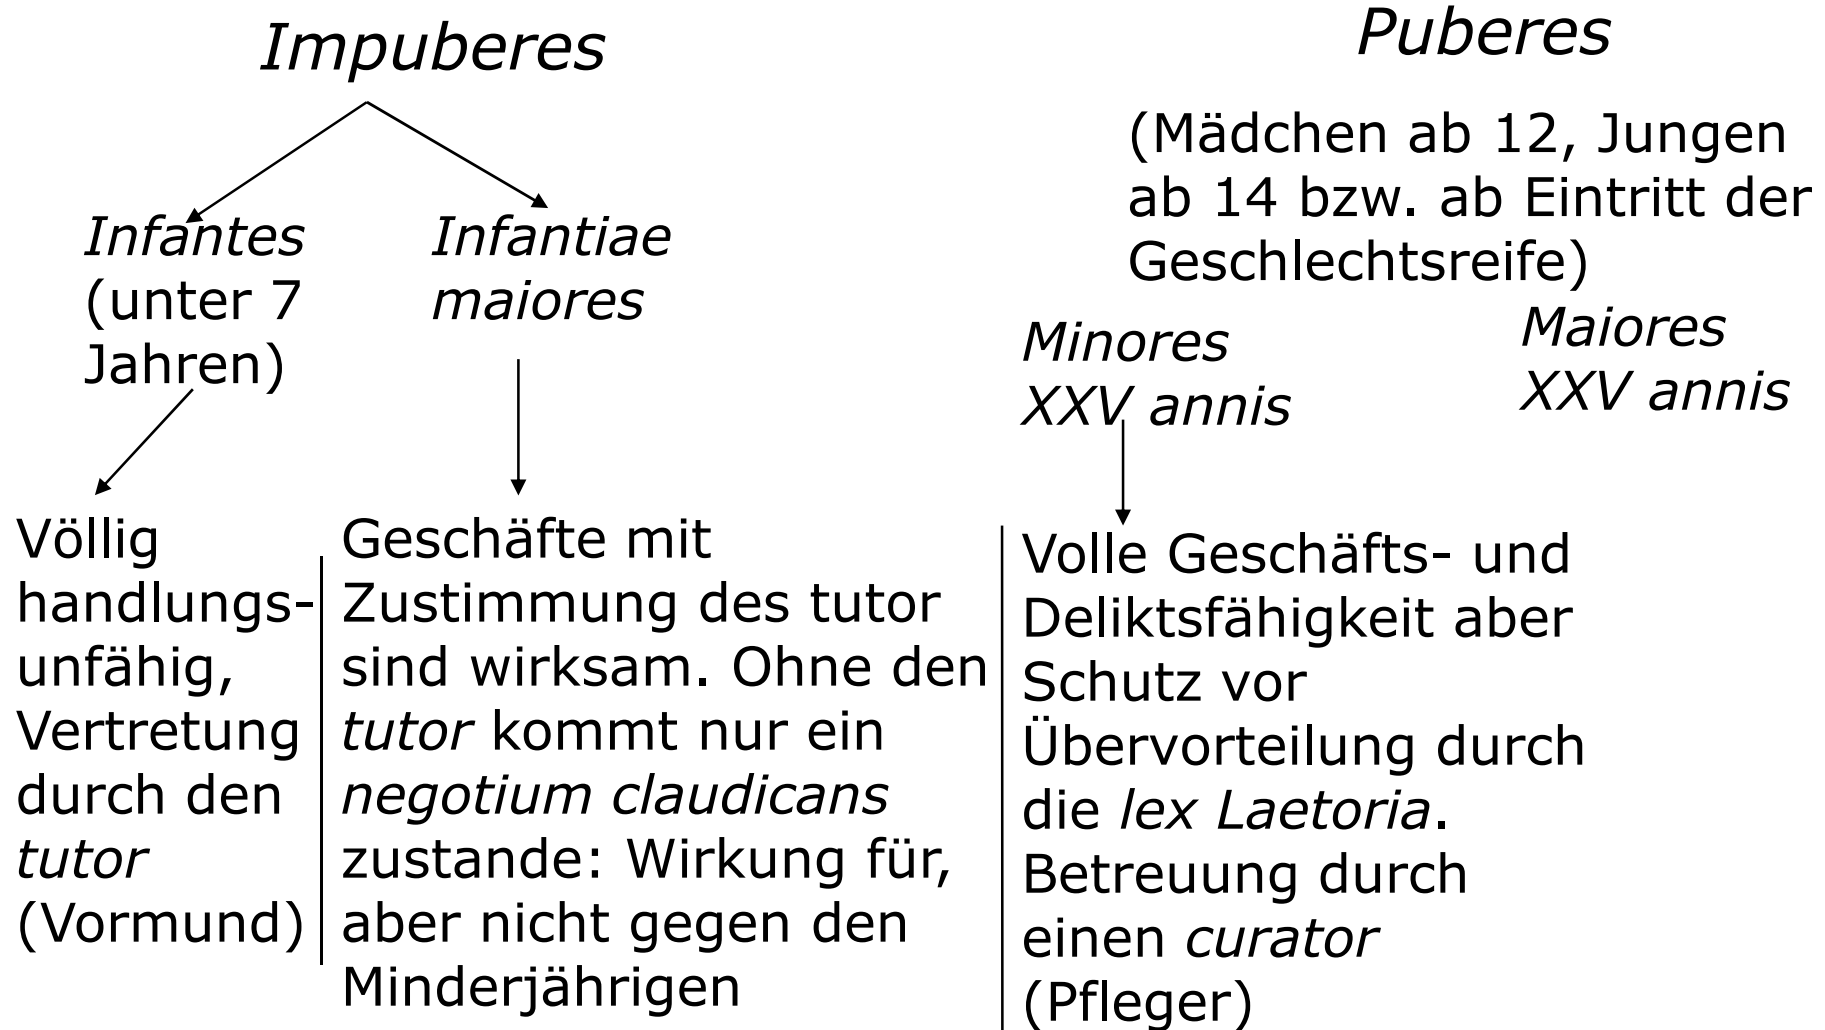 Impuberes
Infantes
(unter 7
Jahren)
Infantiae
maiores
Völlig
handlungs-
unfähig,
Vertretung
durch den
tutor
(Vormund)
Geschäfte mit
Zustimmung des tutor
sind wirksam. Ohne den
tutor kommt nur ein
negotium claudicans
zustande: Wirkung für,
aber nicht gegen den
Minderjährigen
Puberes
(Mädchen ab 12, Jungen
ab 14 bzw. ab Eintritt der
Geschlechtsreife)
Minores
XXV annis
Maiores
XXV annis
Volle Geschäfts- und
Deliktsfähigkeit aber
Schutz vor
Übervorteilung durch
die lex Laetoria.
Betreuung durch
einen curator
(Pfleger)